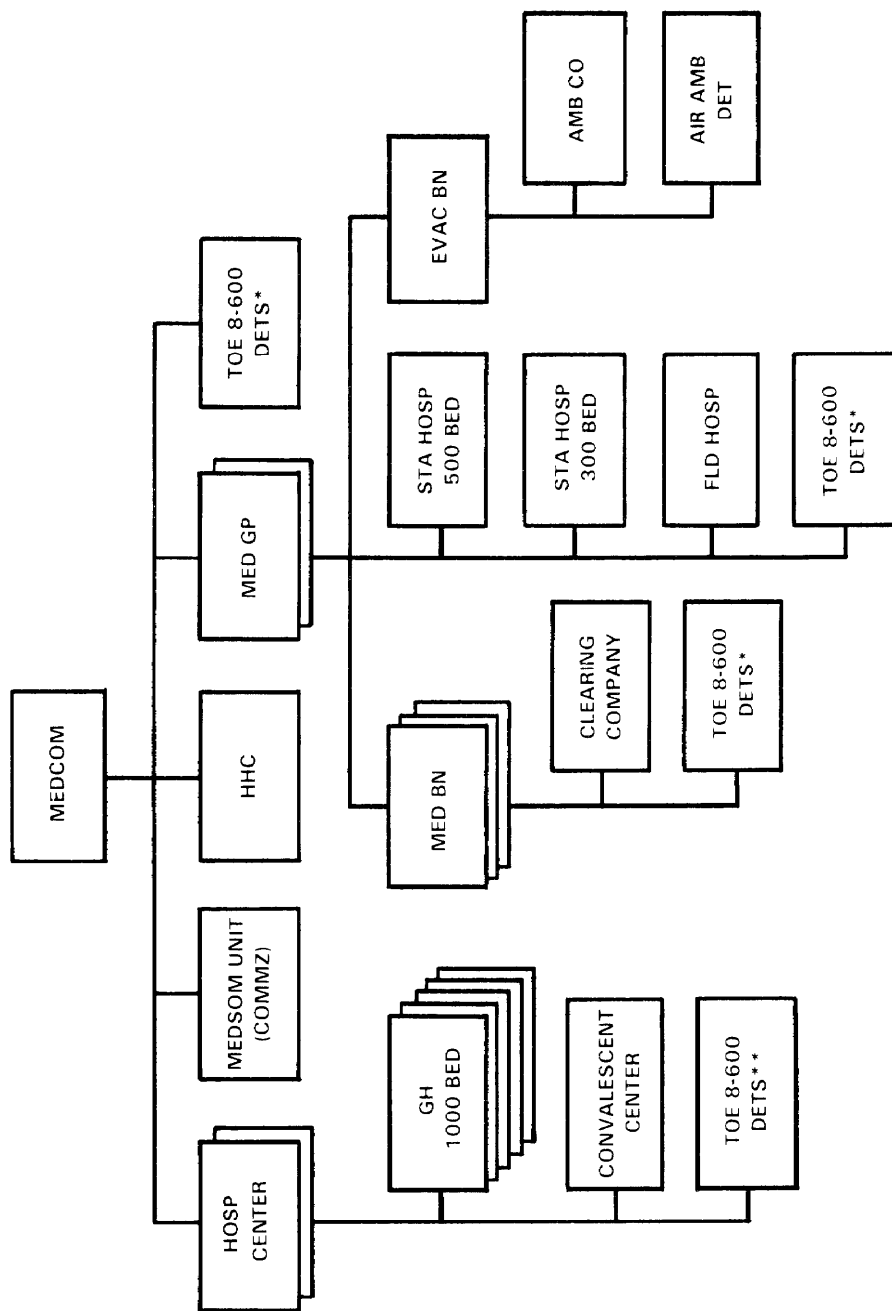 MEDCOM
HOSP
CENTER
MEDSOM UNIT
(COMMZ)
HHC
MED GP
TOE 8-600
DETS*
GH
1000 BED
CONVALESCENT
CENTER
TOE 8-600
DETS**
MED BN
CLEARING
COMPANY
TOE 8-600
DETS*
STA HOSP
500 BED
STA HOSP
300 BED
FLD HOSP
TOE 8-600
DETS*
EVAC BN
AMB CO
AIR AMB
DET